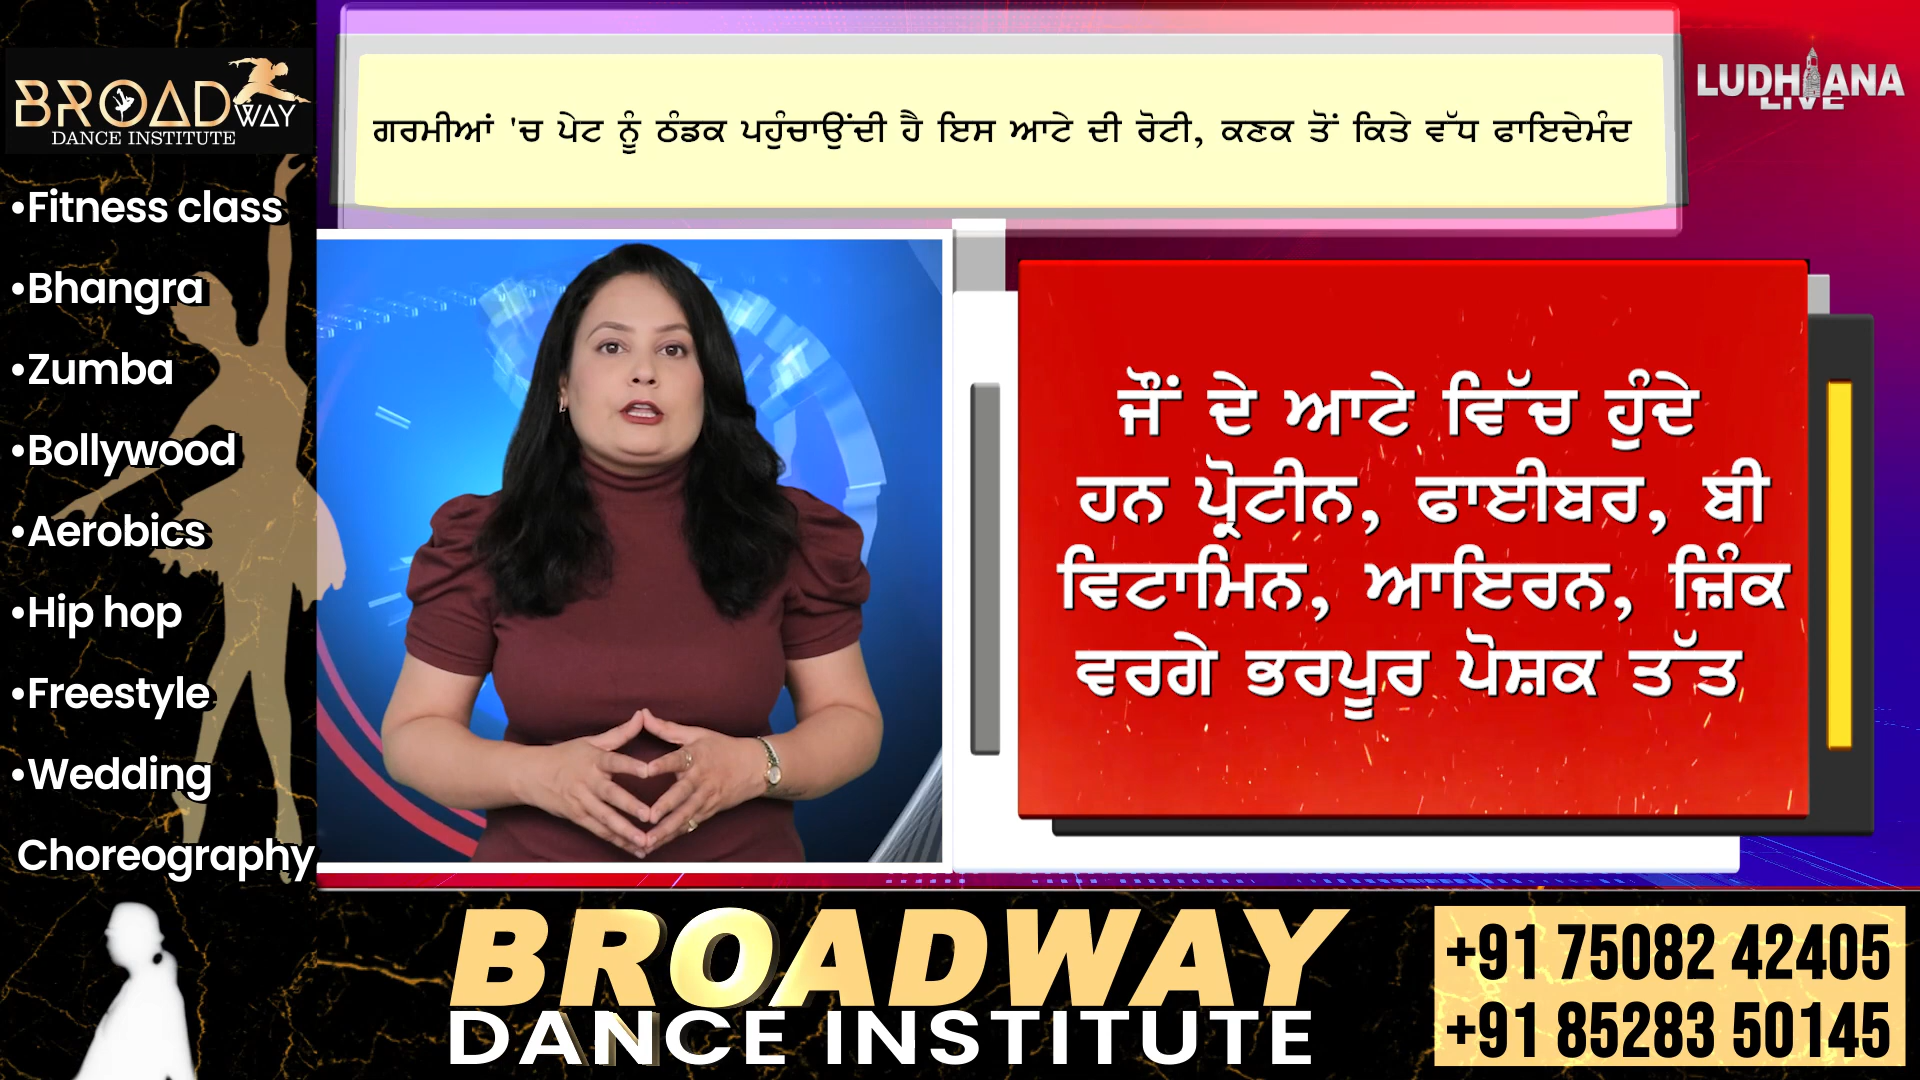 BROADWAY
DANCE INSTITUTE
•Fitness class
•Bhangra
•Zumba
•Bollywood
•Aerobics
•Hip hop
•Freestyle
•Wedding
Choreography
ਗਰਮੀਆਂ 'ਚ ਪੇਟ ਨੂੰ ਠੰਡਕ ਪਹੁੰਚਾਉਂਦੀ ਹੈ ਇਸ ਆਟੇ ਦੀ ਰੋਟੀ, ਕਣਕ ਤੋਂ ਕਿਤੇ ਵੱਧ ਫਾਇਦੇਮੰਦ
LUDHIANA
LIVE
ਜੌਂ ਦੇ ਆਟੇ ਵਿੱਚ ਹੁੰਦੇ
ਹਨ ਪ੍ਰੋਟੀਨ, ਫਾਈਬਰ, ਬੀ
ਵਿਟਾਮਿਨ, ਆਇਰਨ, ਜ਼ਿੰਕ
ਵਰਗੇ ਭਰਪੂਰ ਪੋਸ਼ਕ ਤੱਤ
BROADWAY
DANCE INSTITUTE
+91 75082 42405
+91 85283 50145